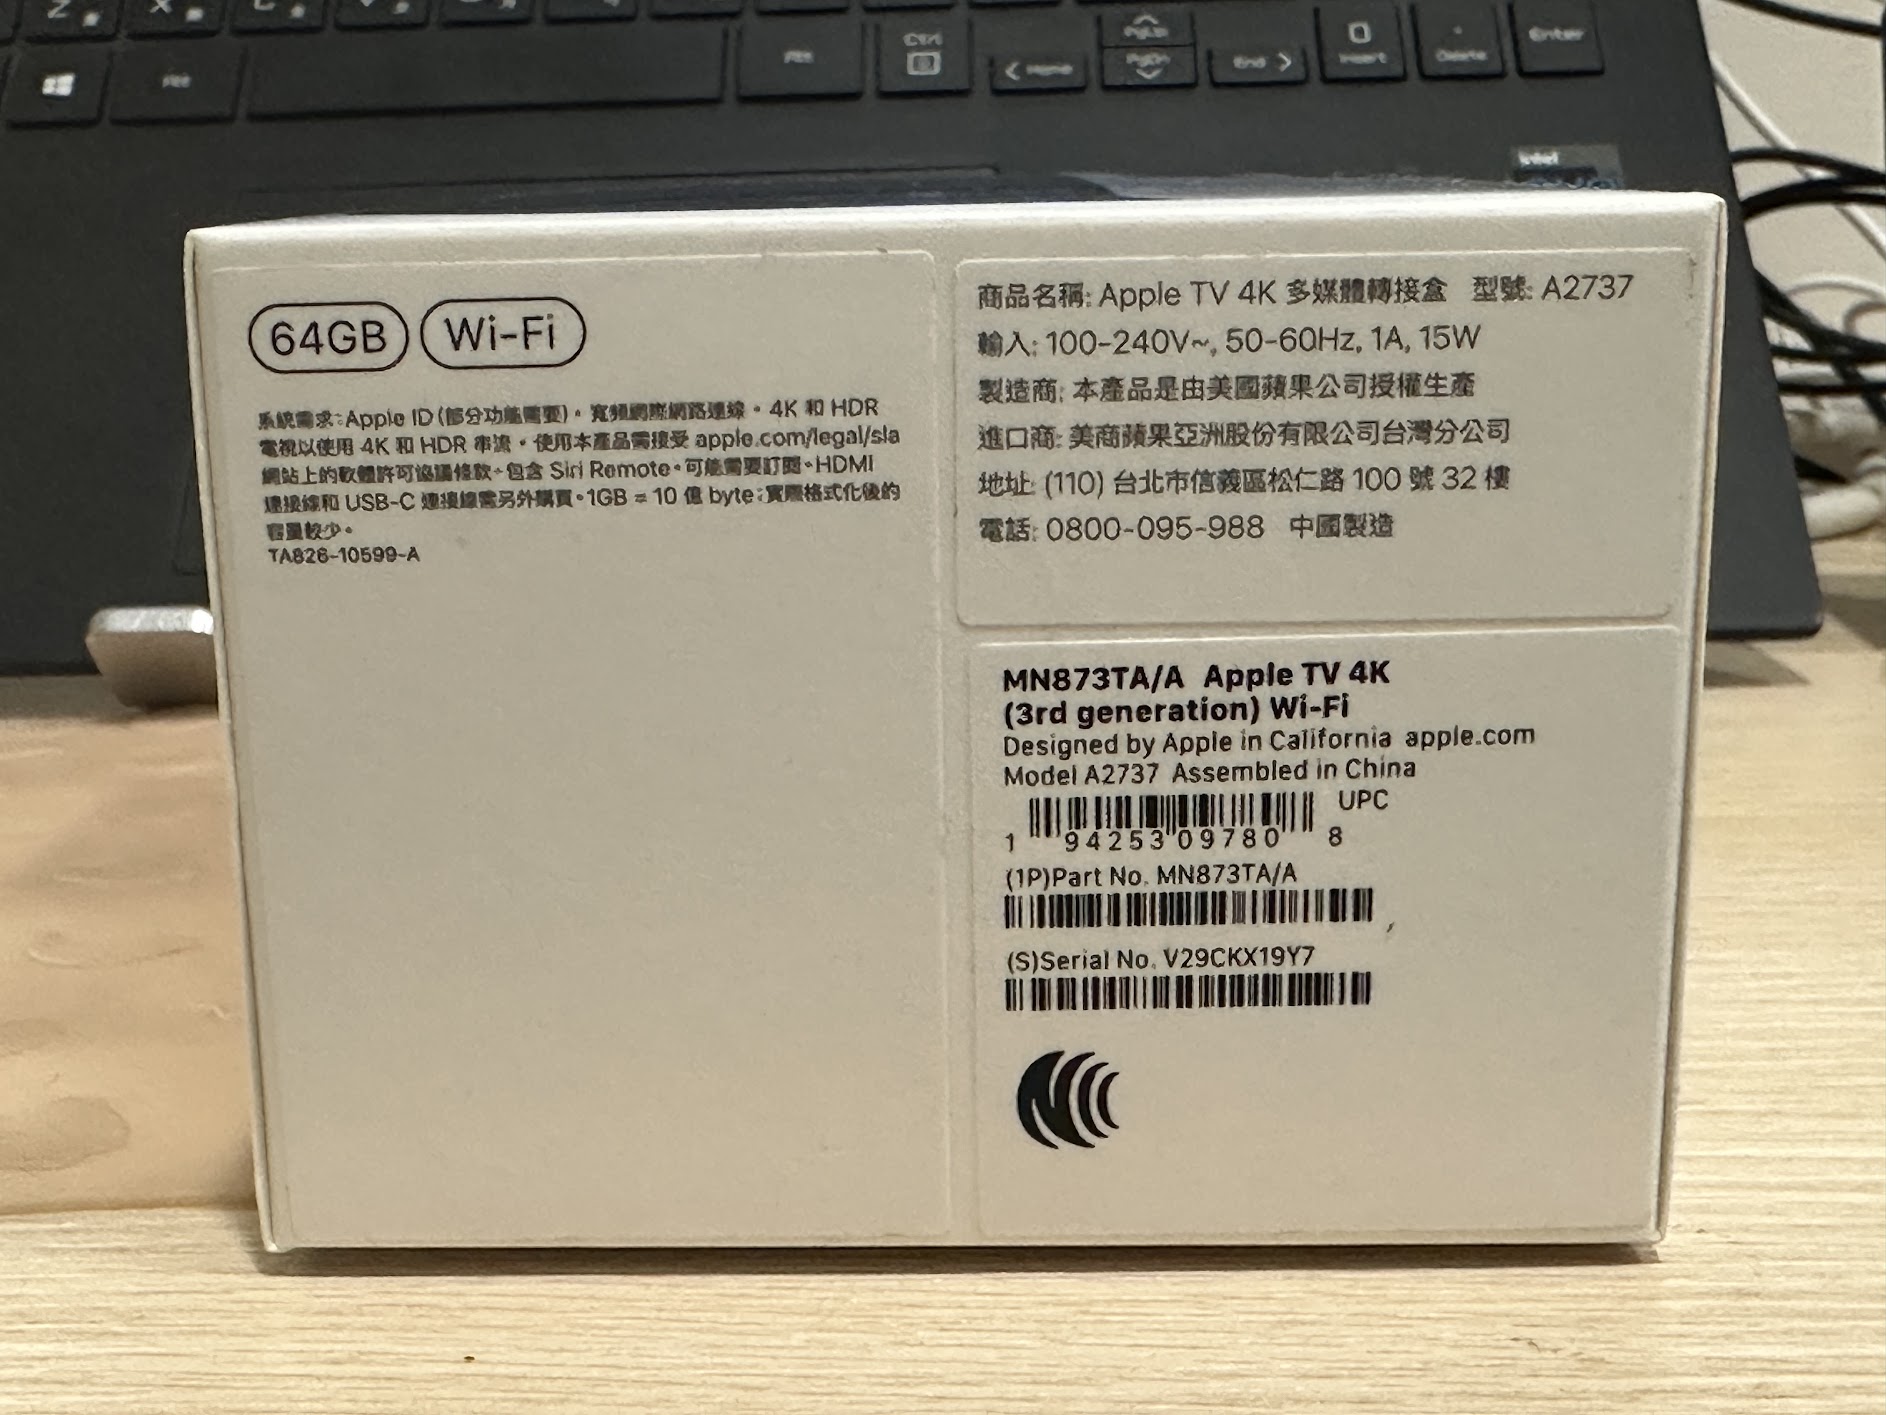 Alt
Alt
Ctrl
PgUp
PgDn
Home
End
Insert
Delete
Enter
intel
64GB Wi-Fi
系統需求：Apple ID (部分功能需要)。寬頻網際網路連線。4K 和 HDR
電視以使用 4K 和 HDR 串流。使用本產品需接受 apple.com/legal/sla
網站上的軟體許可協議條款。包含 Siri Remote。可能需要訂閱。HDMI
連接線和 USB-C 連接線需另外購買。1GB = 10 億 byte；實際格式化後的
容量較少。
TA826-10599-A
商品名稱: Apple TV 4K 多媒體轉接盒 型號: A2737
輸入: 100-240V~, 50-60Hz, 1A, 15W
製造商: 本產品是由美國蘋果公司授權生產
進口商: 美商蘋果亞洲股份有限公司台灣分公司
地址: (110) 台北市信義區松仁路 100 號 32 樓
電話: 0800-095-988 中國製造
MN873TA/A Apple TV 4K
(3rd generation) Wi-Fi
Designed by Apple in California apple.com
Model A2737 Assembled in China
UPC
1 94253 09780 8
(1P)Part No. MN873TA/A
(S)Serial No. V29CKX19Y7